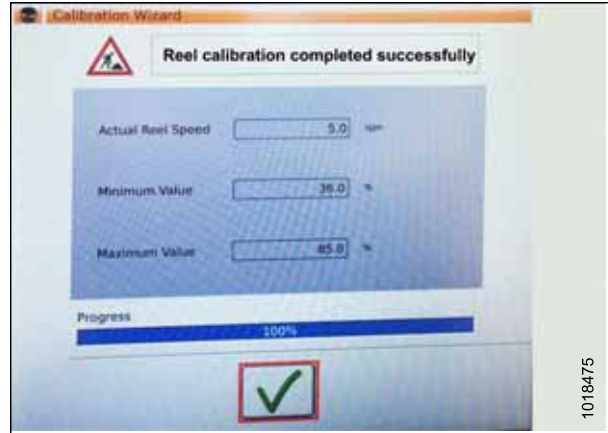 Calibration Wizard
Reel calibration completed successfully
Actual Reel Speed 5.0 rpm
Minimum Value 36.0 %
Maximum Value 85.0 %
Progress
100%
1018475